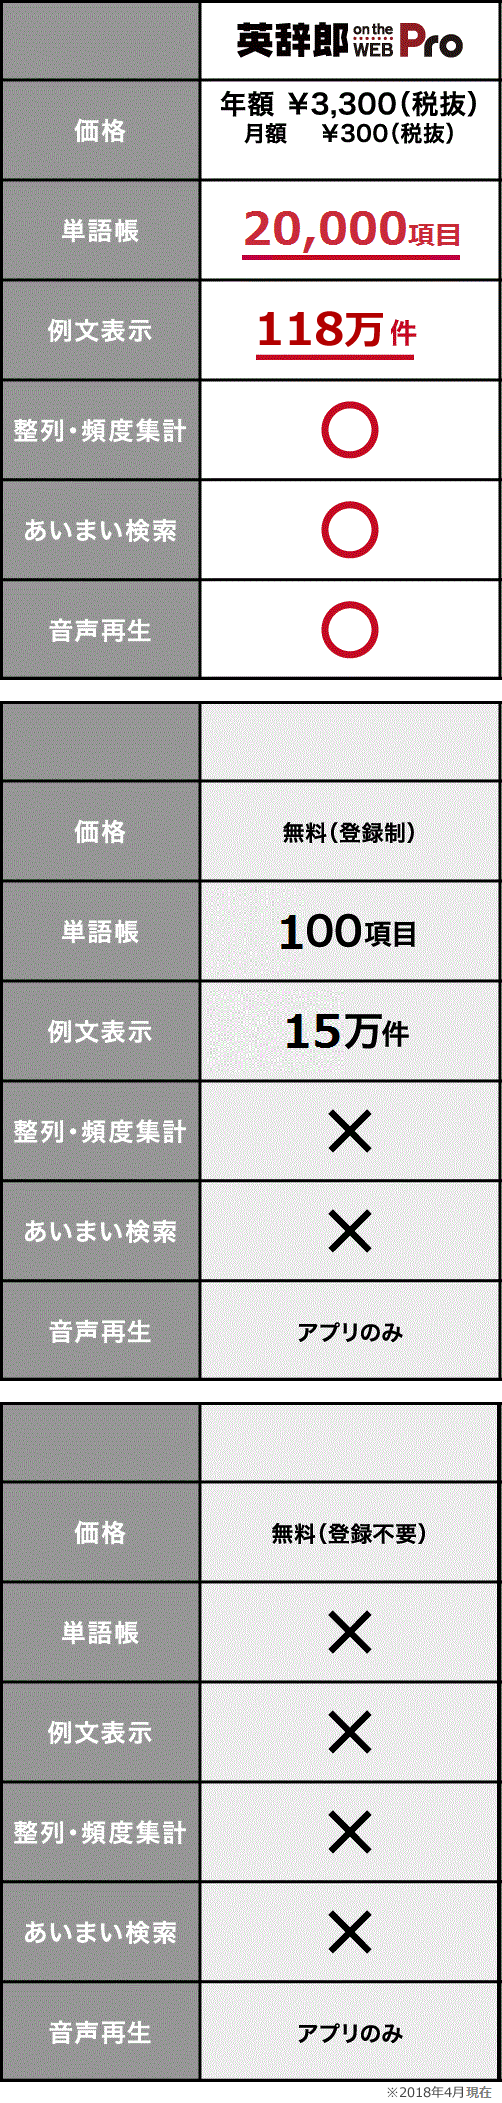 英辞郎 on the WEB Pro
価格 年額 ¥3,300（税抜）
月額 ¥300（税抜）
単語帳 20,000項目
例文表示 118万件
整列・頻度集計 ○
あいまい検索 ○
音声再生 ○
価格 無料（登録制）
単語帳 100項目
例文表示 15万件
整列・頻度集計 ×
あいまい検索 ×
音声再生 アプリのみ
価格 無料（登録不要）
単語帳 ×
例文表示 ×
整列・頻度集計 ×
あいまい検索 ×
音声再生 アプリのみ
※2018年4月現在